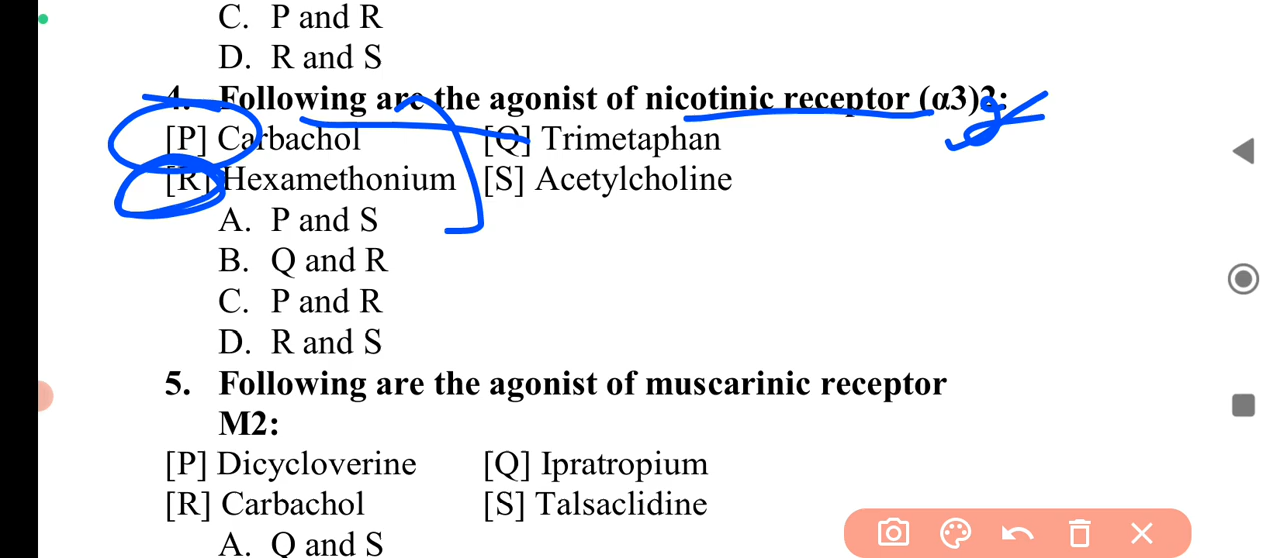 C. P and R
D. R and S
4. Following are the agonist of nicotinic receptor (α3)2:
[P] Carbachol [Q] Trimetaphan
[R] Hexamethonium [S] Acetylcholine
A. P and S
B. Q and R
C. P and R
D. R and S
5. Following are the agonist of muscarinic receptor
M2:
[P] Dicycloverine [Q] Ipratropium
[R] Carbachol [S] Talsaclidine
A. Q and S